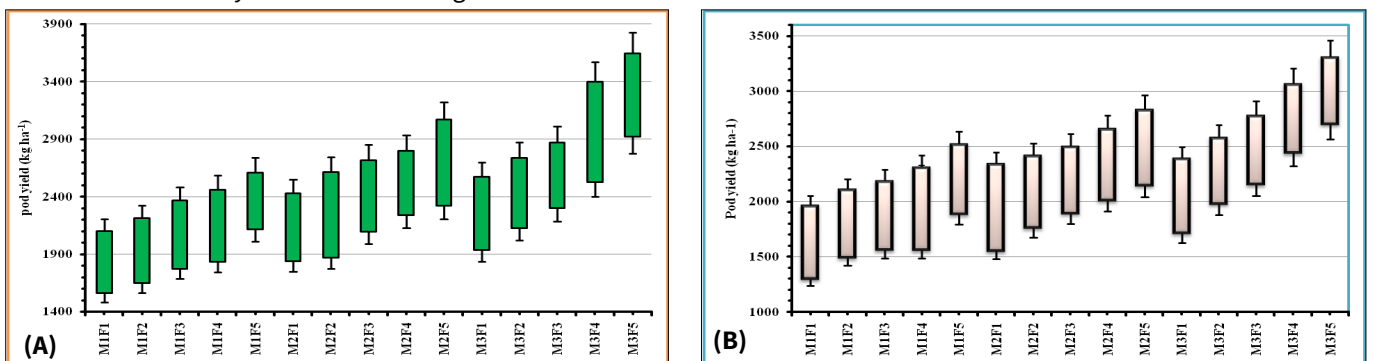 3900
3400
2900
2400
1900
1400
pod yield (kg ha-1)
M1F1
M1F2
M1F3
M1F4
M1F5
M2F1
M2F2
M2F3
M2F4
M2F5
M3F1
M3F2
M3F3
M3F4
M3F5
(A)
3500
3000
2500
2000
1500
1000
Pod yield (kg ha-1)
M1F1
M1F2
M1F3
M1F4
M1F5
M2F1
M2F2
M2F3
M2F4
M2F5
M3F1
M3F2
M3F3
M3F4
M3F5
(B)